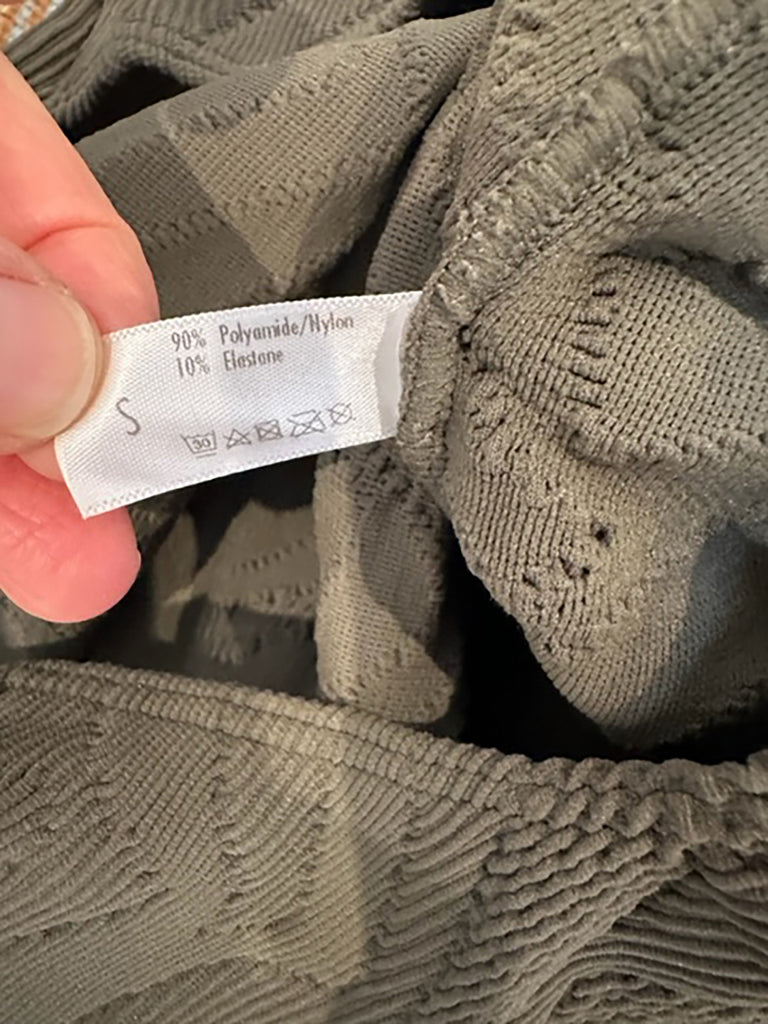 90% Polyamide/Nylon
10% Elastane
S
30